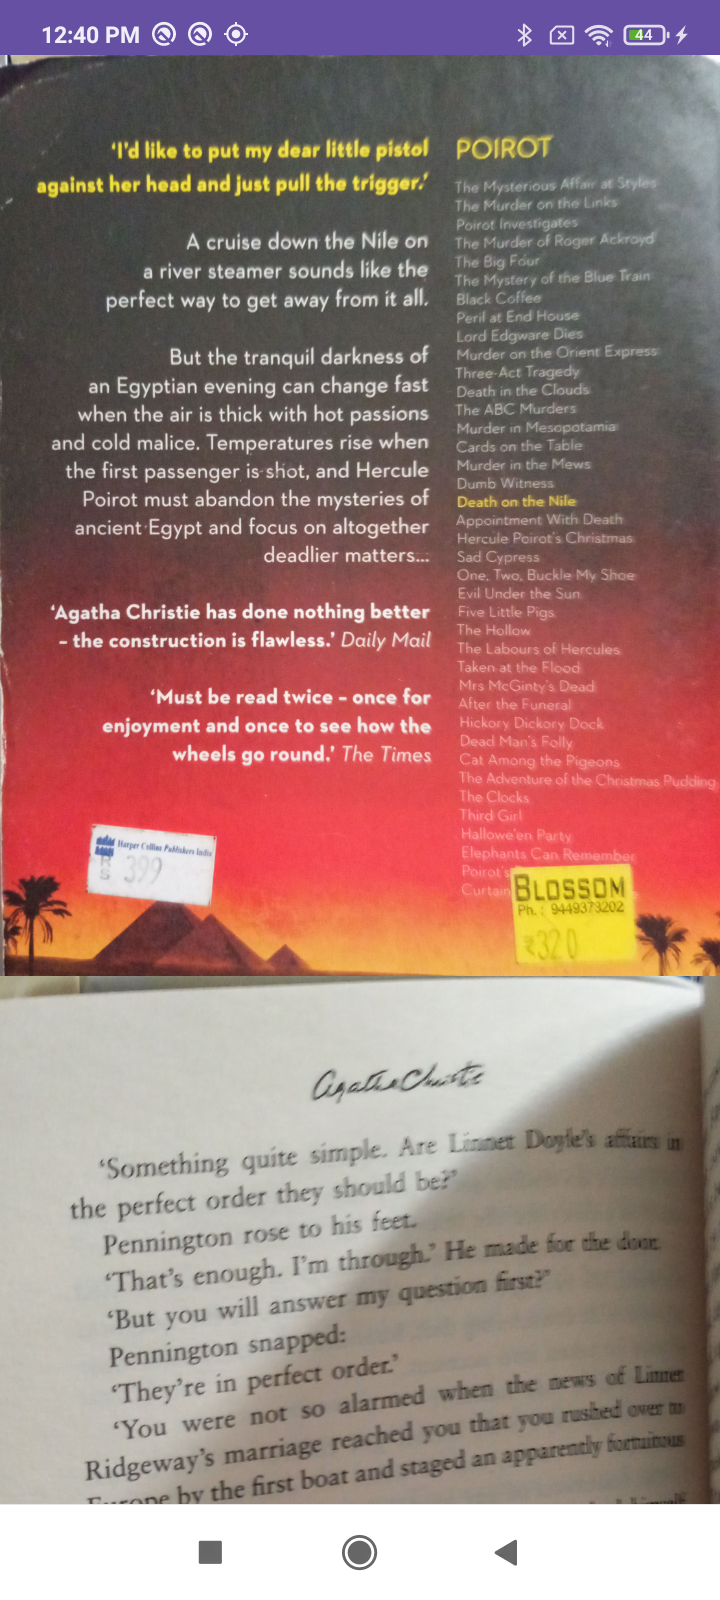 12:40 PM
44
'I'd like to put my dear little pistol
against her head and just pull the trigger.'
A cruise down the Nile on
a river steamer sounds like the
perfect way to get away from it all.
But the tranquil darkness of
an Egyptian evening can change fast
when the air is thick with hot passions
and cold malice. Temperatures rise when
the first passenger is shot, and Hercule
Poirot must abandon the mysteries of
ancient Egypt and focus on altogether
deadlier matters...
'Agatha Christie has done nothing better
– the construction is flawless.' Daily Mail
'Must be read twice – once for
enjoyment and once to see how the
wheels go round.' The Times
POIROT
The Mysterious Affair at Styles
The Murder on the Links
Poirot Investigates
The Murder of Roger Ackroyd
The Big Four
The Mystery of the Blue Train
Black Coffee
Peril at End House
Lord Edgware Dies
Murder on the Orient Express
Three-Act Tragedy
Death in the Clouds
The ABC Murders
Murder in Mesopotamia
Cards on the Table
Murder in the Mews
Dumb Witness
Death on the Nile
Appointment With Death
Hercule Poirot's Christmas
Sad Cypress
One, Two, Buckle My Shoe
Evil Under the Sun
Five Little Pigs
The Hollow
The Labours of Hercules
Taken at the Flood
Mrs McGinty's Dead
After the Funeral
Hickory Dickory Dock
Dead Man's Folly
Cat Among the Pigeons
The Adventure of the Christmas Pudding
The Clocks
Third Girl
Hallowe'en Party
Elephants Can Remember
Poirot's
Curtain
Harper Collins Publishers India
RS 399
BLOSSOM
Ph. : 9449373202
₹320
Agatha Christie
'Something quite simple. Are Linnet Doyle's affairs in
the perfect order they should be?'
Pennington rose to his feet.
'That's enough. I'm through.' He made for the door.
'But you will answer my question first?'
Pennington snapped:
'They're in perfect order.'
'You were not so alarmed when the news of Linnet
Ridgeway's marriage reached you that you rushed over to
Europe by the first boat and staged an apparently fortuitous